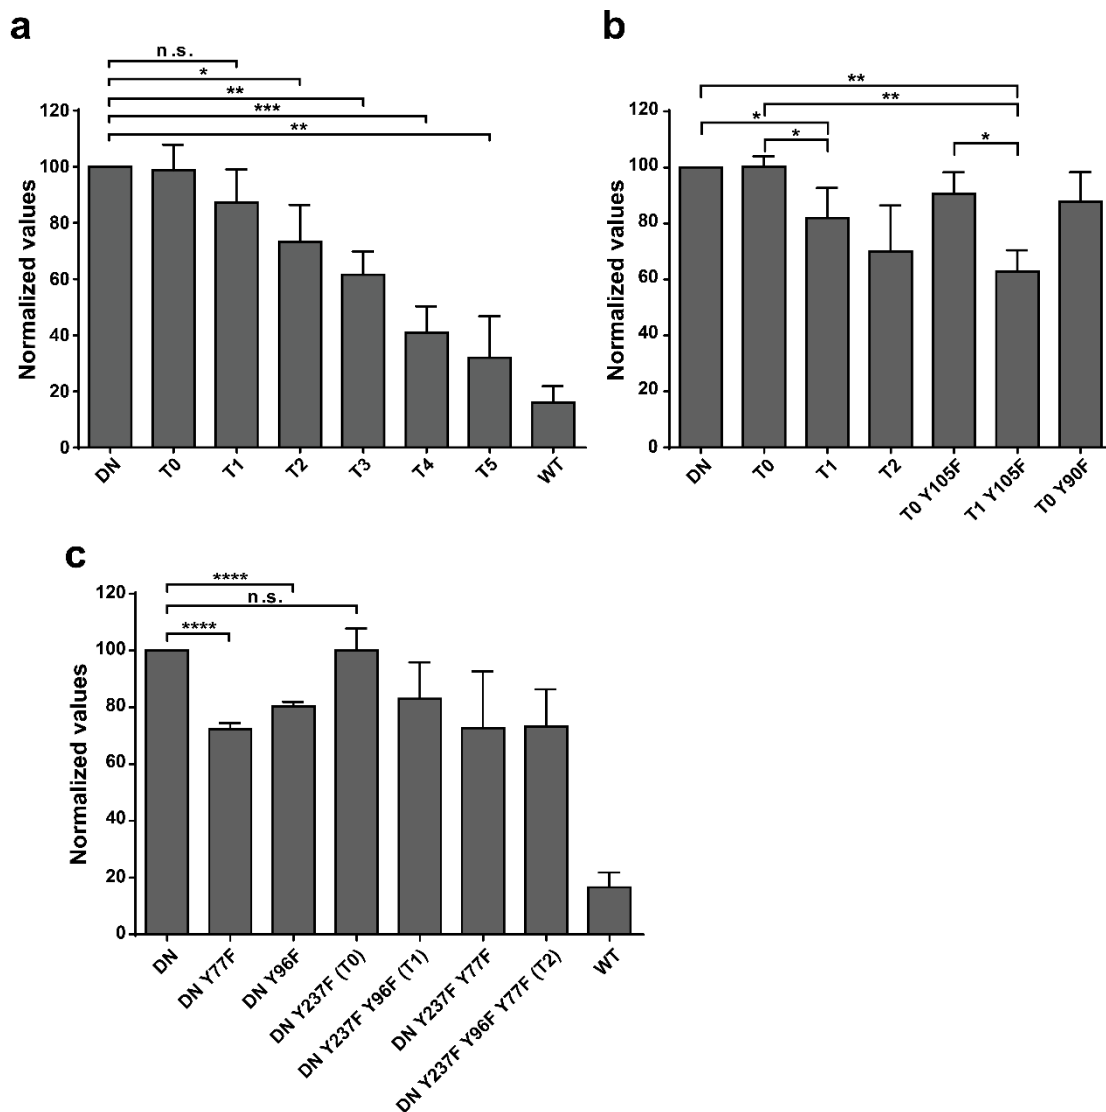 a
n.s.
*
**
***
**
120
100
80
60
40
20
0
Normalized values
DN T0 T1 T2 T3 T4 T5 WT
b
**
**
*
*
*
120
100
80
60
40
20
0
Normalized values
DN T0 T1 T2 T0 Y105F T1 Y105F T0 Y90F
c
****
n.s.
****
120
100
80
60
40
20
0
Normalized values
DN
DN Y77F
DN Y96F
DN Y237F (T0)
DN Y237F Y96F (T1)
DN Y237F Y77F
DN Y237F Y96F Y77F (T2)
WT